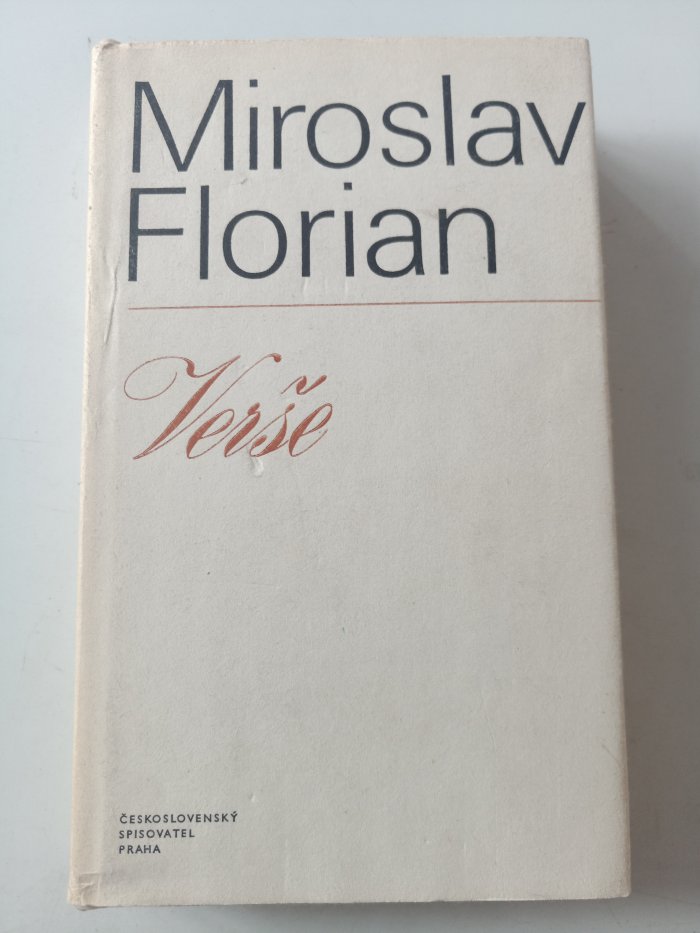 Miroslav
Florian
Verše
ČESKOSLOVENSKÝ
SPISOVATEL
PRAHA